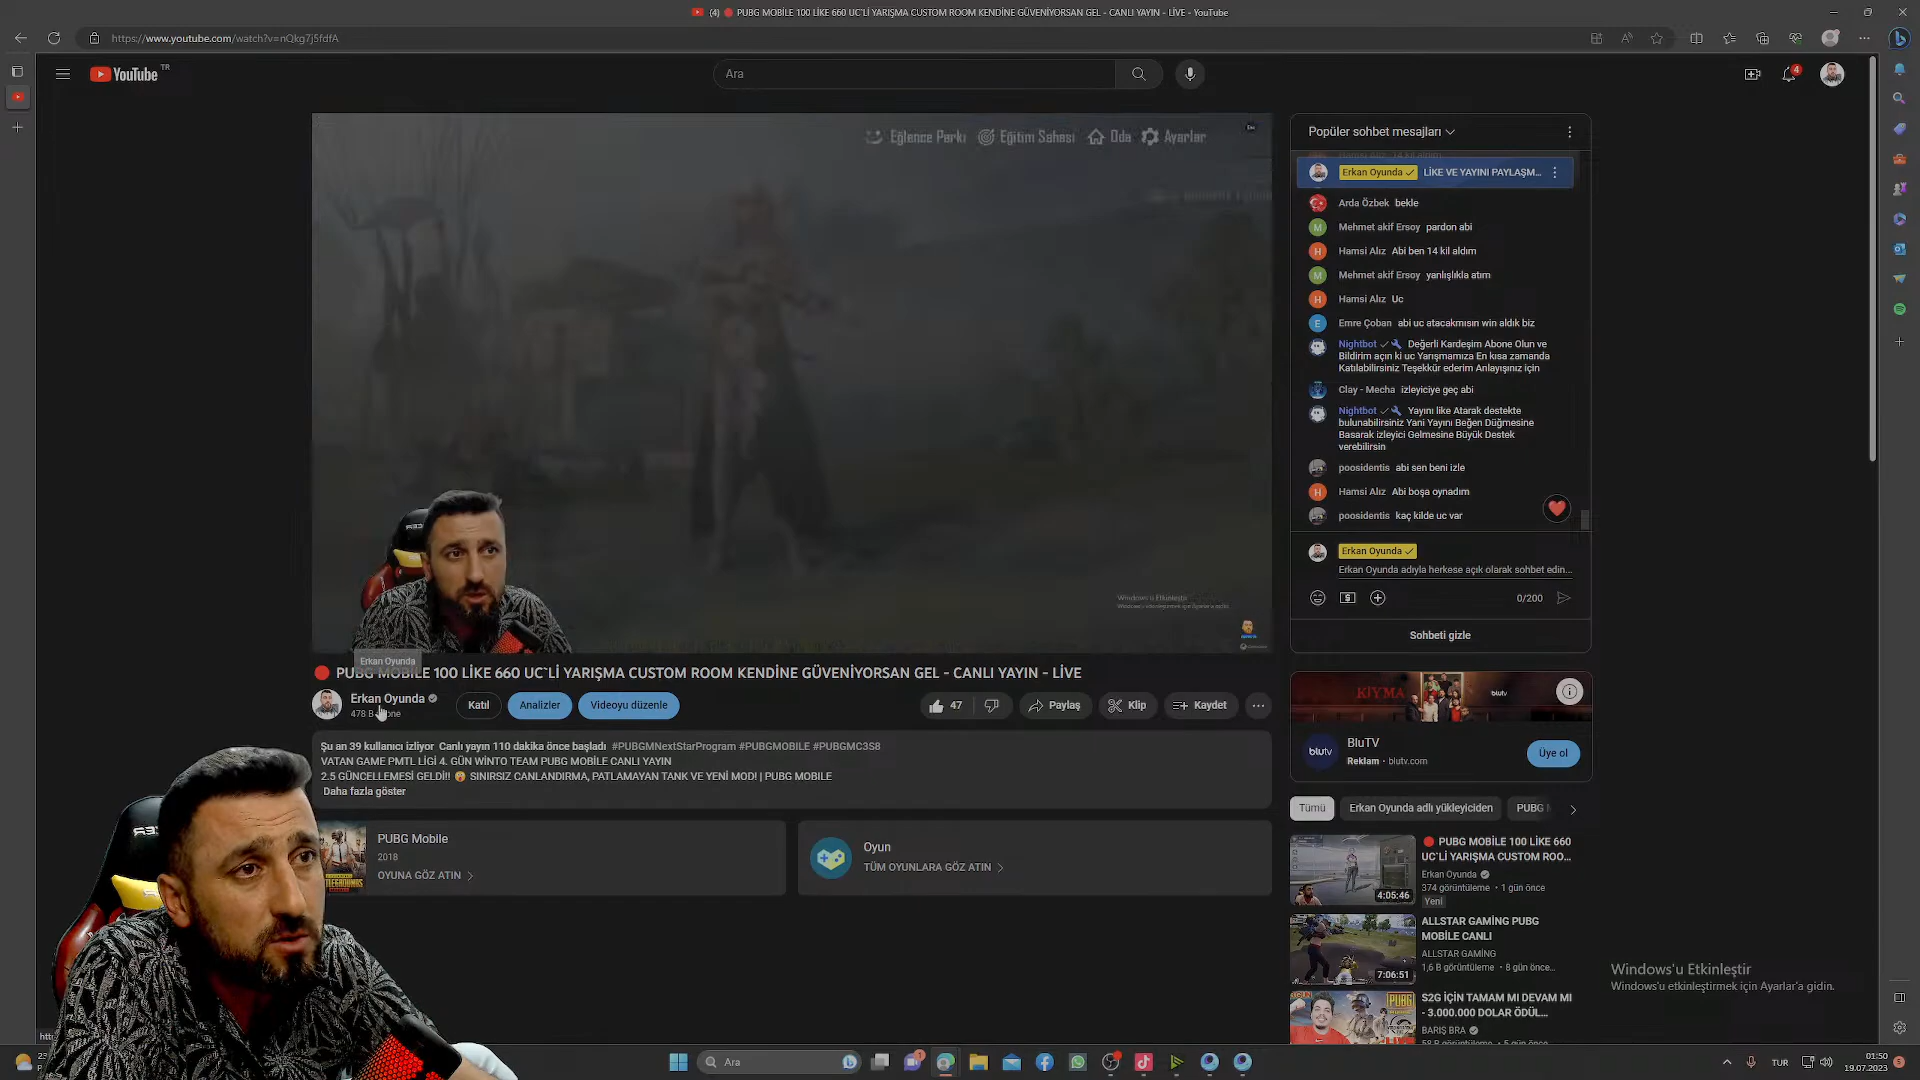 (4) 🔴 PUBG MOBİLE 100 LİKE 660 UC'Lİ YARIŞMA CUSTOM ROOM KENDİNE GÜVENİYORSAN GEL - CANLI YAYIN - LİVE - YouTube
https://www.youtube.com/watch?v=nQkg7j5fdfA
YouTube TR
Ara
4
Eğlence Parkı Eğitim Sahası Oda Ayarlar
Windows'u Etkinleştir
Erkan Oyunda
🔴 PUBG MOBİLE 100 LİKE 660 UC`Lİ YARIŞMA CUSTOM ROOM KENDİNE GÜVENİYORSAN GEL - CANLI YAYIN - LİVE
Erkan Oyunda
478 B
Katıl
Analizler
Videoyu düzenle
47
Paylaş
Klip
Kaydet
Şu an 39 kullanıcı izliyor Canlı yayın 110 dakika önce başladı #PUBGMNextStarProgram #PUBGMOBILE #PUBGMC3S8
VATAN GAME PMTL LİGİ 4. GÜN WİNTO TEAM PUBG MOBİLE CANLI YAYIN
2.5 GÜNCELLEMESİ GELDİ!! 😱 SINIRSIZ CANLANDIRMA, PATLAMAYAN TANK VE YENİ MOD! | PUBG MOBILE
Daha fazla göster
PUBG Mobile
2018
OYUNA GÖZ ATIN
Oyun
TÜM OYUNLARA GÖZ ATIN
Popüler sohbet mesajları
Erkan Oyunda LİKE VE YAYINI PAYLAŞM...
Arda Özbek bekle
Mehmet akif Ersoy pardon abi
Hamsi Alız Abi ben 14 kil aldım
Mehmet akif Ersoy yanlışlıkla atım
Hamsi Alız Uc
Emre Çoban abi uc atacakmısın win aldık biz
Nightbot Değerli Kardeşim Abone Olun ve
Bildirim açın ki uc Yarışmamıza En kısa zamanda
Katılabilirsiniz Teşekkür ederim Anlayışınız için
Clay - Mecha izleyiciye geç abi
Nightbot Yayını like Atarak destekte
bulunabilirsiniz Yani Yayını Beğen Düğmesine
Basarak izleyici Gelmesine Büyük Destek
verebilirsin
poosidentis abi sen beni izle
Hamsi Alız Abi boşa oynadım
poosidentis kaç kilde uc var
Erkan Oyunda
Erkan Oyunda adıyla herkese açık olarak sohbet edin...
0/200
Sohbeti gizle
KIYMA
blutv
BluTV
Reklam · blutv.com
Üye ol
Tümü
Erkan Oyunda adlı yükleyiciden
PUBG
🔴 PUBG MOBİLE 100 LİKE 660
UC`Lİ YARIŞMA CUSTOM ROO...
Erkan Oyunda
374 görüntüleme • 1 gün önce
Yeni
4:05:46
ALLSTAR GAMİNG PUBG
MOBİLE CANLI
ALLSTAR GAMİNG
1,6 B görüntüleme • 8 gün önce...
7:06:51
S2G İÇİN TAMAM MI DEVAM MI
- 3.000.000 DOLAR ÖDÜL...
BARIŞ BRA
58 B görüntüleme • 5 gün önce
Windows'u Etkinleştir
Windows'u etkinleştirmek için Ayarlar'a gidin.
Ara
TUR
01:50
19.07.2023